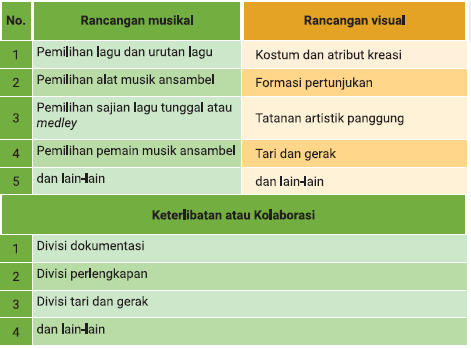 No. Rancangan musikal Rancangan visual
1 Pemilihan lagu dan urutan lagu Kostum dan atribut kreasi
2 Pemilihan alat musik ansambel Formasi pertunjukan
3 Pemilihan sajian lagu tunggal atau medley Tatanan artistik panggung
4 Pemilihan pemain musik ansambel Tari dan gerak
5 dan lain-lain dan lain-lain
Keterlibatan atau Kolaborasi
1 Divisi dokumentasi
2 Divisi perlengkapan
3 Divisi tari dan gerak
4 dan lain-lain